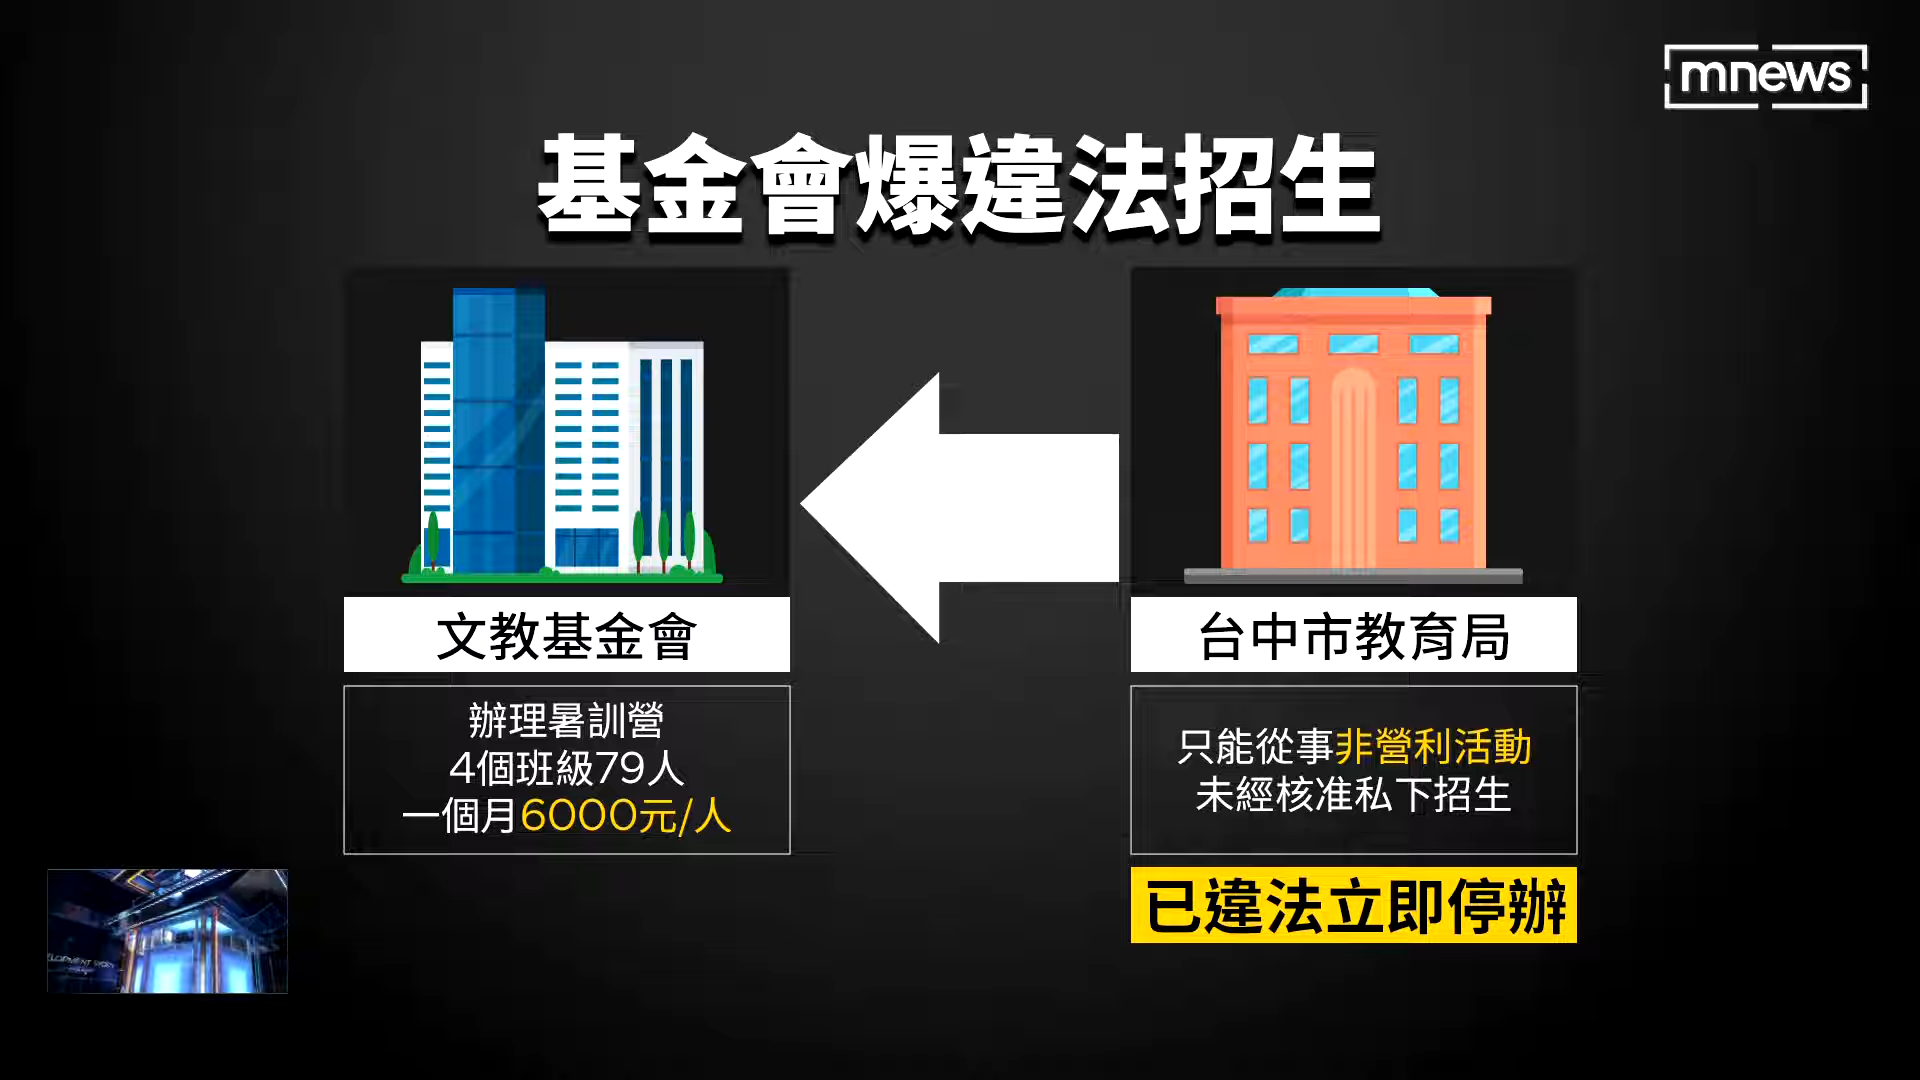 mnews
基金會爆違法招生
文教基金會
辦理暑訓營
4個班級79人
一個月6000元/人
台中市教育局
只能從事非營利活動
未經核准私下招生
已違法立即停辦